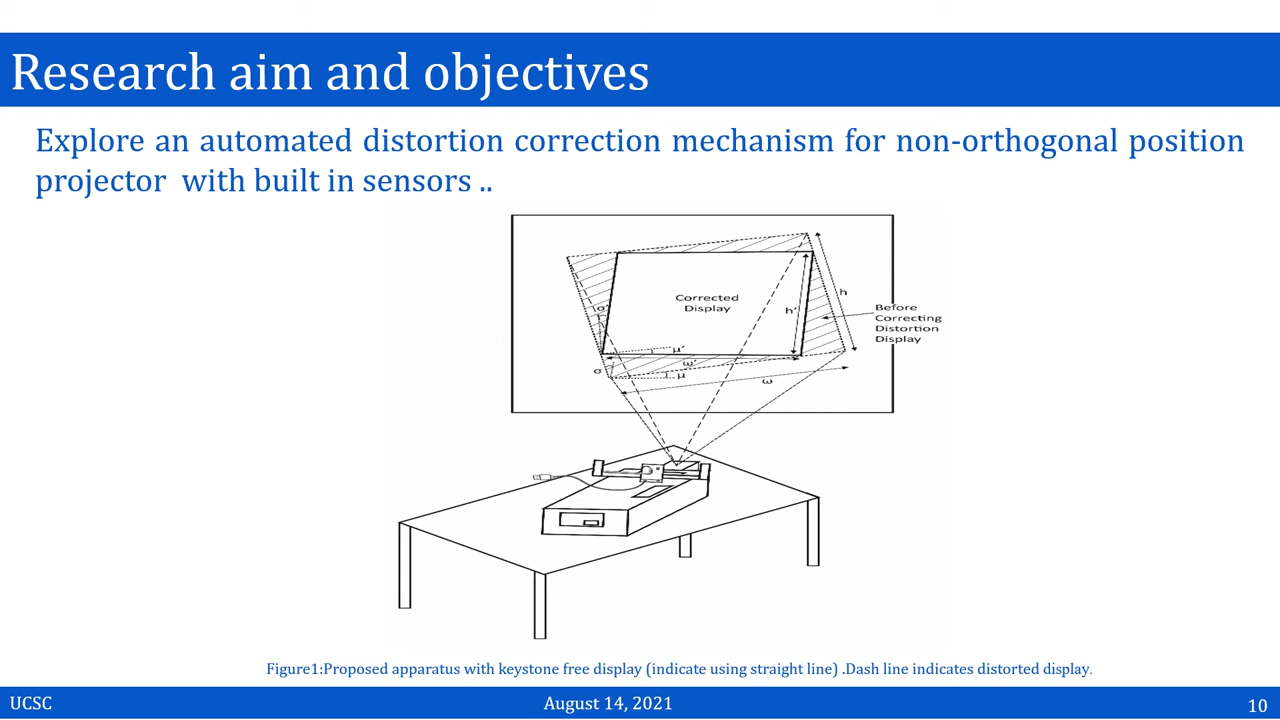 Research aim and objectives
Explore an automated distortion correction mechanism for non-orthogonal position
projector with built in sensors ..
Corrected
Display
h
h'
Before
Correcting
Distortion
Display
σ'
μ'
ω'
σ
μ
ω
Figure1:Proposed apparatus with keystone free display (indicate using straight line) .Dash line indicates distorted display.
UCSC
August 14, 2021
10